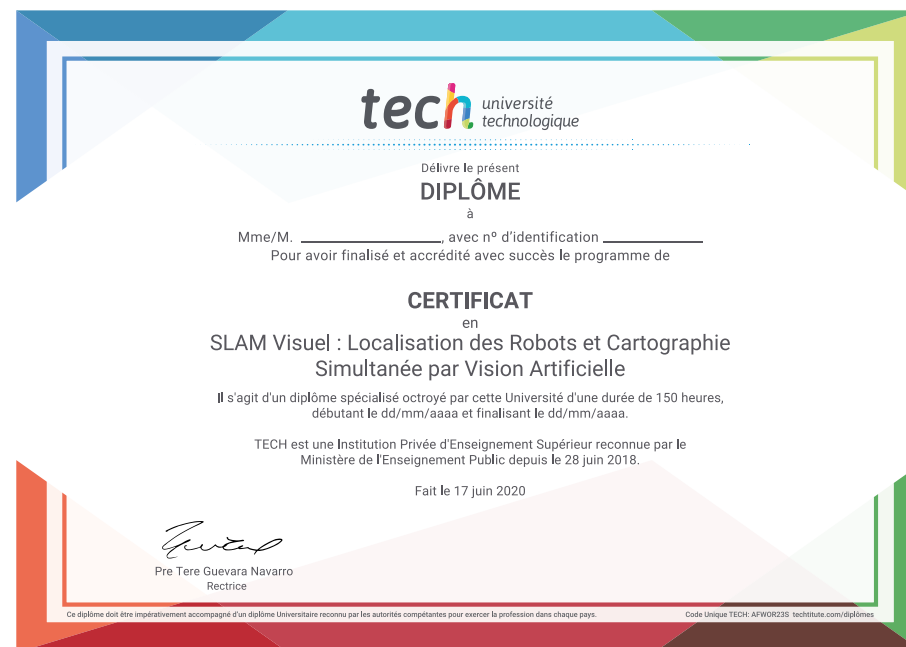 tech université
technologique
Délivre le présent
DIPLÔME
à
Mme/M. ____________________, avec nº d'identification ______________
Pour avoir finalisé et accrédité avec succès le programme de
CERTIFICAT
en
SLAM Visuel : Localisation des Robots et Cartographie
Simultanée par Vision Artificielle
Il s'agit d'un diplôme spécialisé octroyé par cette Université d'une durée de 150 heures,
débutant le dd/mm/aaaa et finalisant le dd/mm/aaaa.
TECH est une Institution Privée d'Enseignement Supérieur reconnue par le
Ministère de l'Enseignement Public depuis le 28 juin 2018.
Fait le 17 juin 2020
Pre Tere Guevara Navarro
Rectrice
Ce diplôme doit être impérativement accompagné d'un diplôme Universitaire reconnu par les autorités compétantes pour exercer la profession dans chaque pays.
Code Unique TECH: AFWOR23S techtitute.com/diplômes